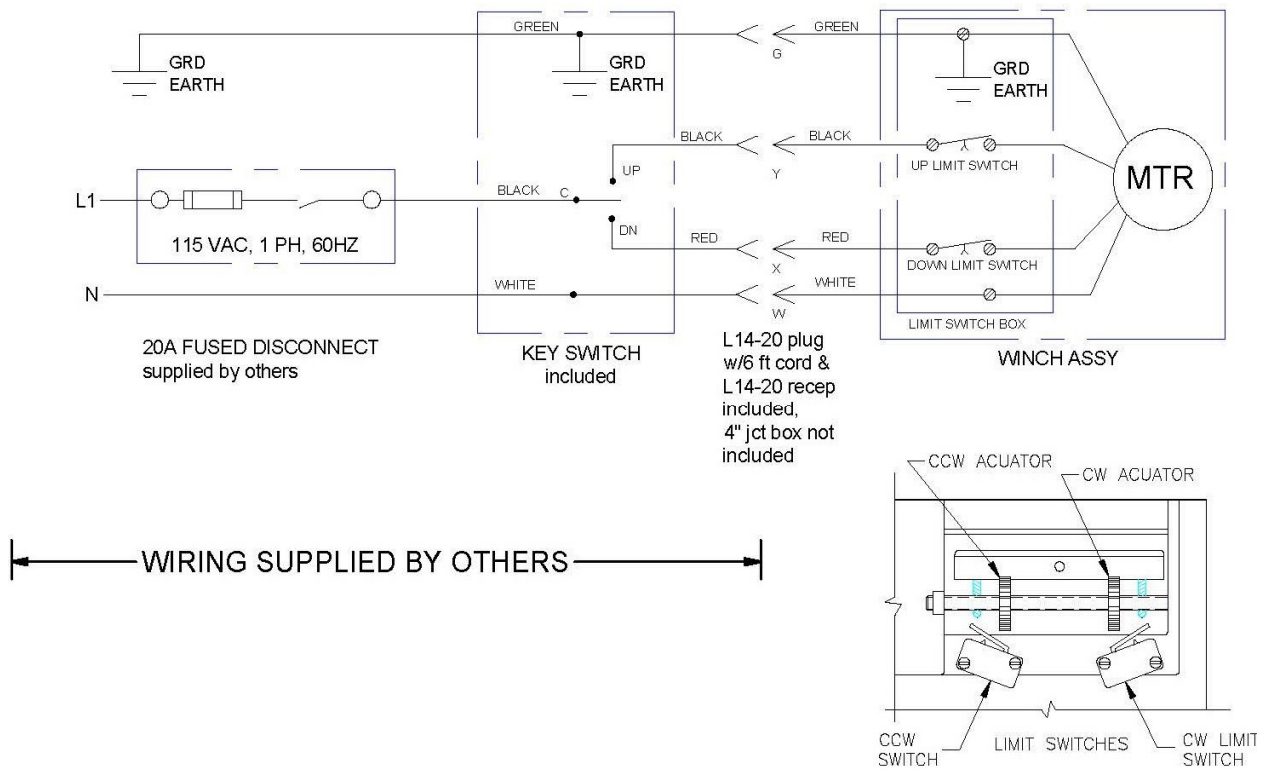 GREEN
GREEN
G
GRD
EARTH
GRD
EARTH
GRD
EARTH
BLACK
BLACK
UP
Y
UP LIMIT SWITCH
MTR
L1
BLACK
C
115 VAC, 1 PH, 60HZ
DN
RED
RED
X
DOWN LIMIT SWITCH
N
WHITE
WHITE
W
LIMIT SWITCH BOX
20A FUSED DISCONNECT
supplied by others
KEY SWITCH
included
L14-20 plug
w/6 ft cord &
L14-20 recep
included,
4" jct box not
included
WINCH ASSY
CCW ACUATOR
CW ACUATOR
WIRING SUPPLIED BY OTHERS
CCW
SWITCH
LIMIT SWITCHES
CW LIMIT
SWITCH